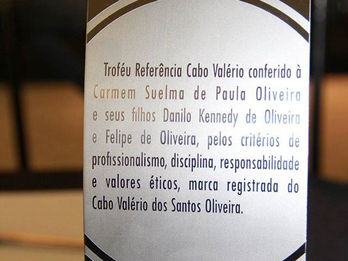 Troféu Referência Cabo Valério conferido à
Carmem Suelma de Paula Oliveira
e seus filhos Danilo Kennedy de Oliveira
e Felipe de Oliveira, pelos critérios de
profissionalismo, disciplina, responsabilidade
e valores éticos, marca registrada do
Cabo Valério dos Santos Oliveira.